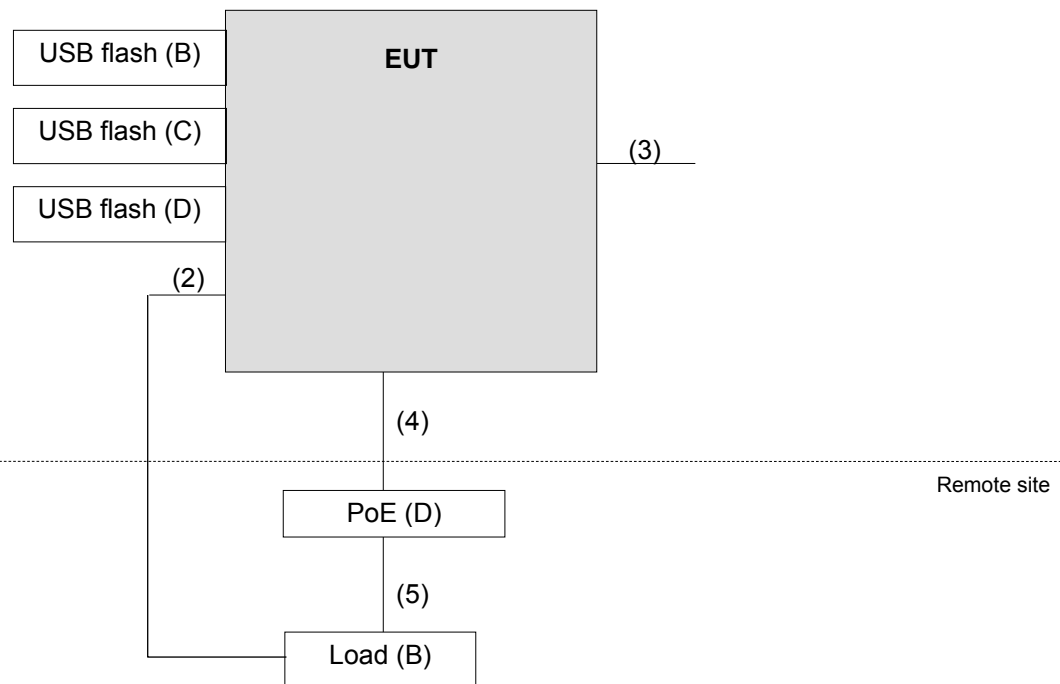 USB flash (B)
EUT
USB flash (C)
(3)
USB flash (D)
(2)
(4)
Remote site
PoE (D)
(5)
Load (B)